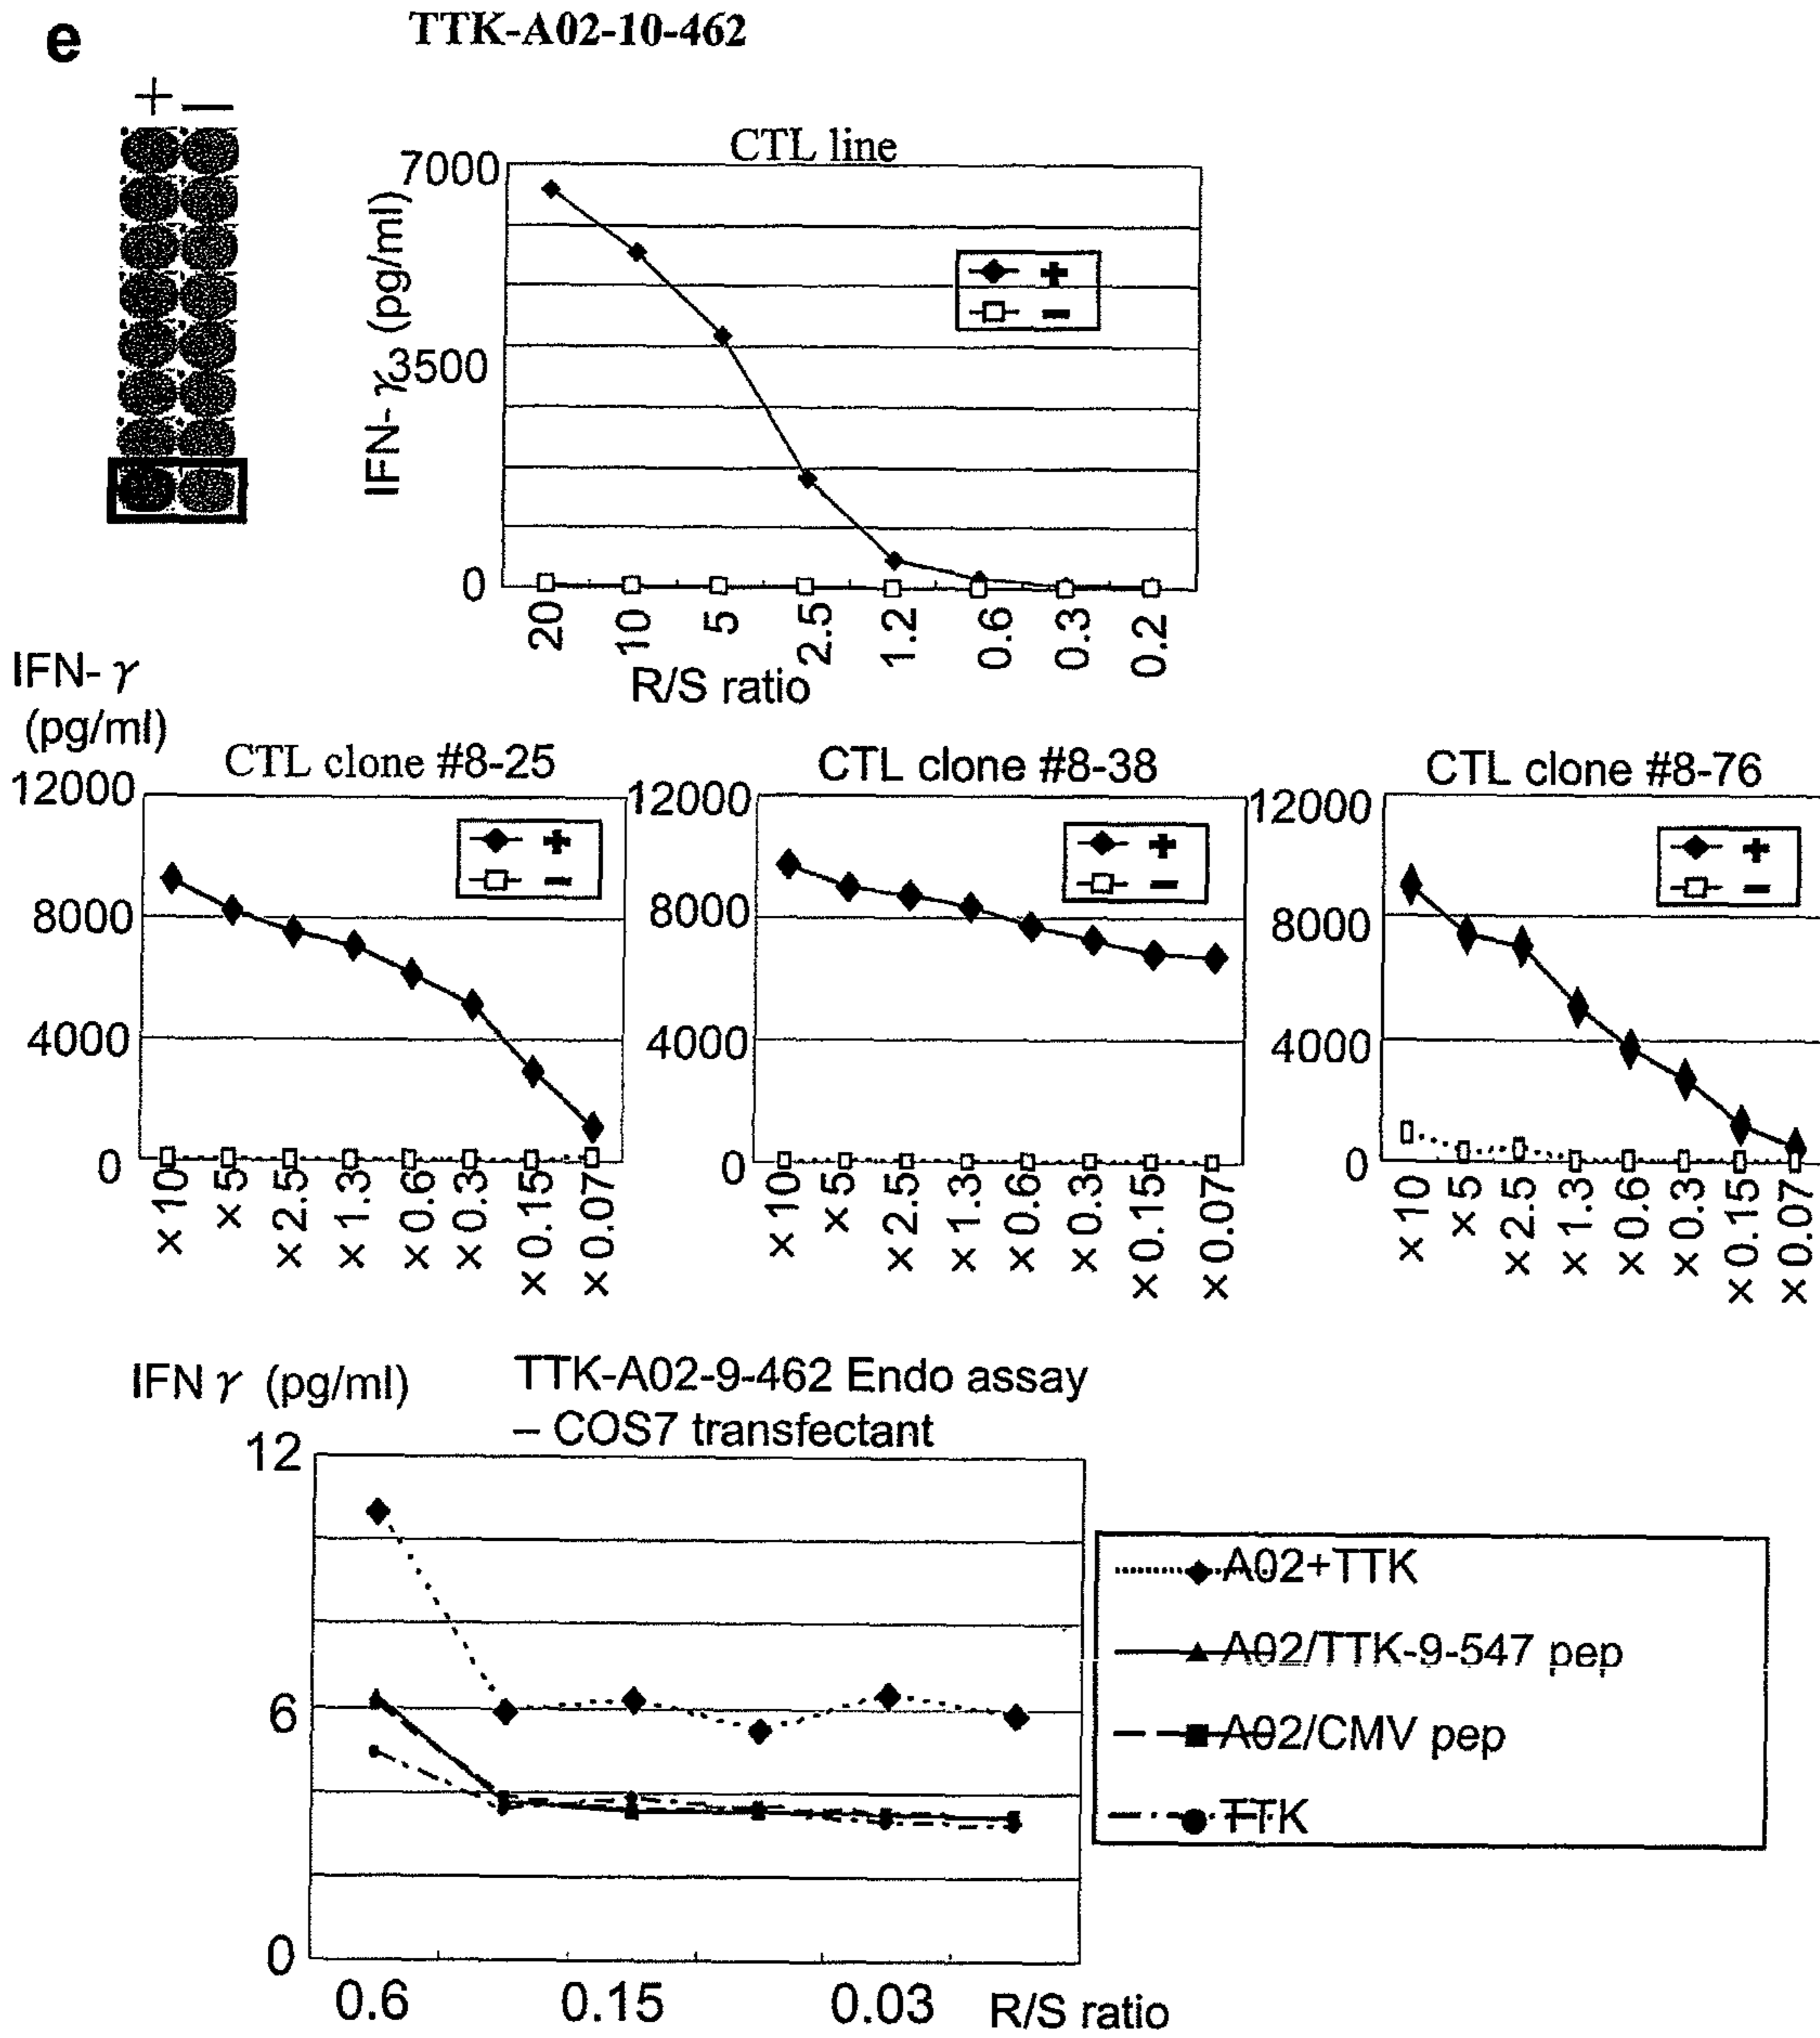 e
TTK-A02-10-462
+ −
CTL line
IFN-γ (pg/ml)
7000
3500
0
+
−
20 10 5 2.5 1.2 0.6 0.3 0.2
R/S ratio
IFN-γ
(pg/ml)
CTL clone #8-25
12000
8000
4000
0
+
−
×10 ×5 ×2.5 ×1.3 ×0.6 ×0.3 ×0.15 ×0.07
CTL clone #8-38
12000
8000
4000
0
+
−
×10 ×5 ×2.5 ×1.3 ×0.6 ×0.3 ×0.15 ×0.07
CTL clone #8-76
12000
8000
4000
0
+
−
×10 ×5 ×2.5 ×1.3 ×0.6 ×0.3 ×0.15 ×0.07
IFNγ (pg/ml)
TTK-A02-9-462 Endo assay
– COS7 transfectant
12
6
0
0.6 0.15 0.03
R/S ratio
A02+TTK
A02/TTK-9-547 pep
A02/CMV pep
TTK